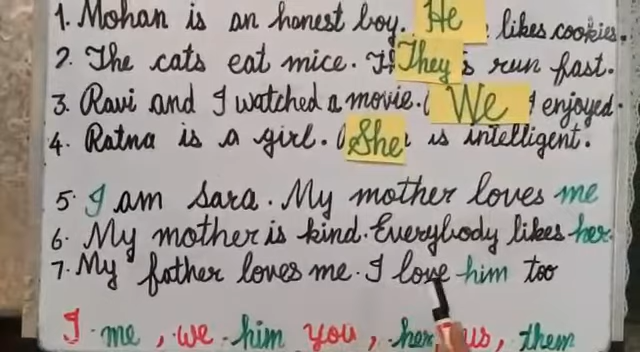 1. Mohan is an honest boy. He likes cookies.
2. The cats eat mice. They run fast.
3. Ravi and I watched a movie. We enjoyed.
4. Ratna is a girl. She is intelligent.
5. I am Sara. My mother loves me
6. My mother is kind. Everybody likes her.
7. My father loves me. I love him too
I me, we him you, her us, them